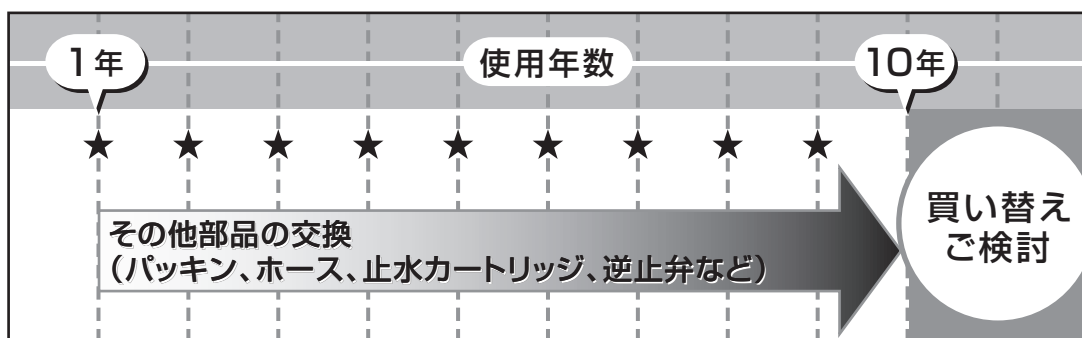 1年
使用年数
10年
★ ★ ★ ★ ★ ★ ★ ★ ★
その他部品の交換
（パッキン、ホース、止水カートリッジ、逆止弁など）
買い替え
ご検討